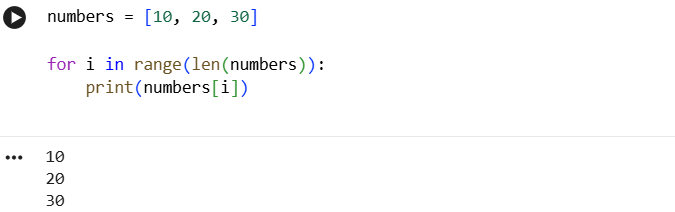 numbers = [10, 20, 30]
for i in range(len(numbers)):
    print(numbers[i])
10
20
30